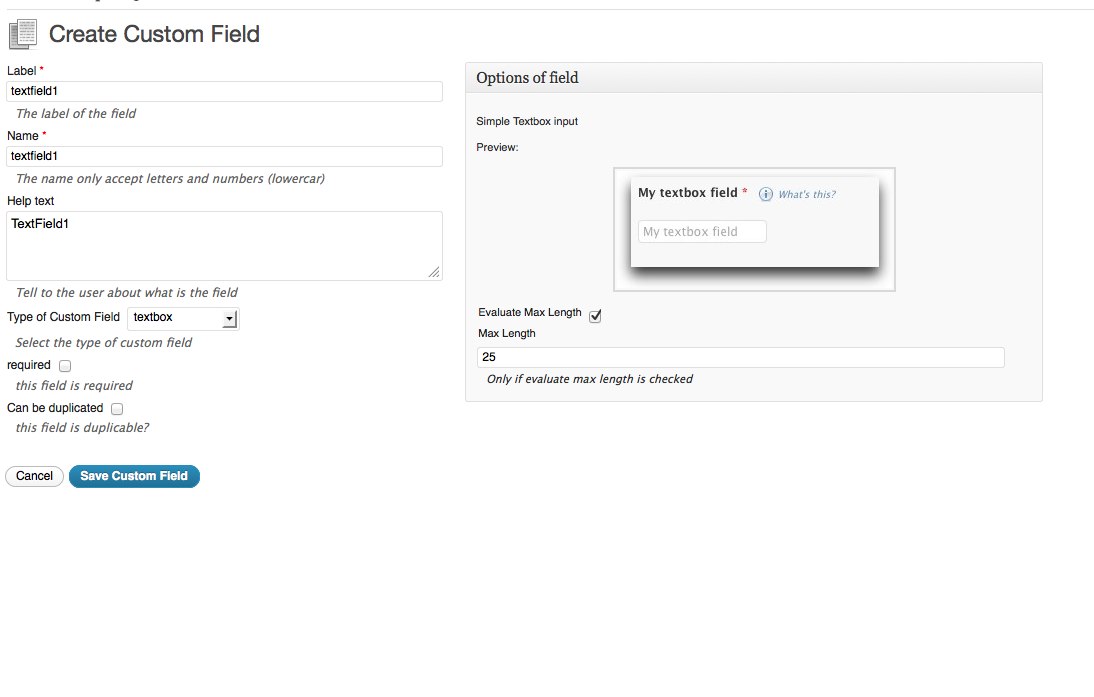 Create Custom Field
Label *
textfield1
The label of the field
Name *
textfield1
The name only accept letters and numbers (lowercar)
Help text
TextField1
Tell to the user about what is the field
Type of Custom Field textbox
Select the type of custom field
required
this field is required
Can be duplicated
this field is duplicable?
Cancel Save Custom Field
Options of field
Simple Textbox input
Preview:
My textbox field * What's this?
My textbox field
Evaluate Max Length
Max Length
25
Only if evaluate max length is checked